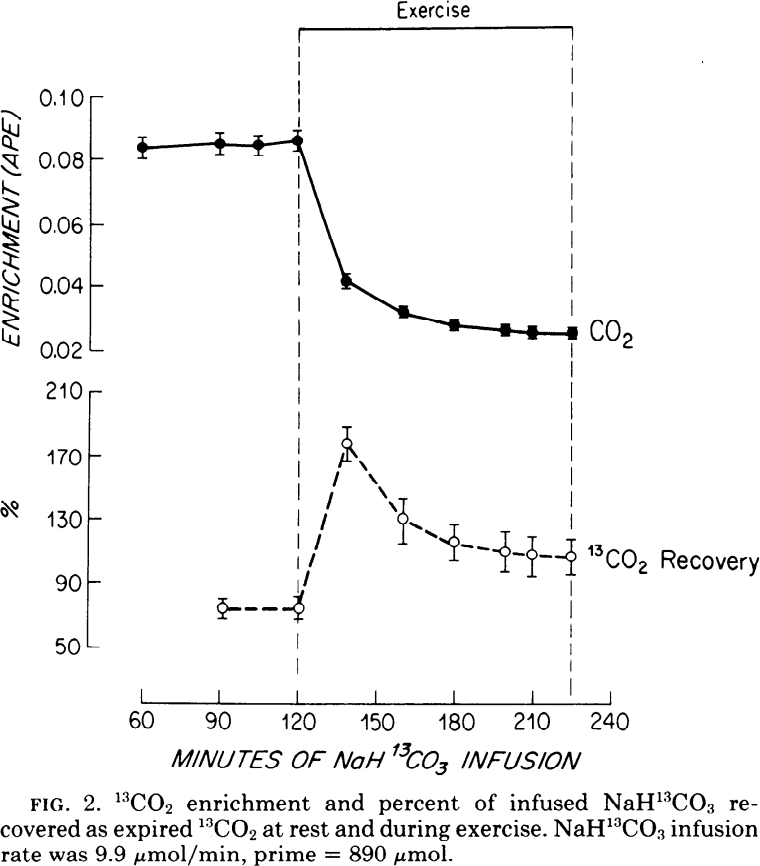 Exercise
0.10
0.08
0.06
0.04
0.02
ENRICHMENT (APE)
CO₂
210
170
130
90
50
%
¹³CO₂ Recovery
60 90 120 150 180 210 240
MINUTES OF NaH ¹³CO₃ INFUSION
FIG. 2. ¹³CO₂ enrichment and percent of infused NaH¹³CO₃ re-
covered as expired ¹³CO₂ at rest and during exercise. NaH¹³CO₃ infusion
rate was 9.9 μmol/min, prime = 890 μmol.